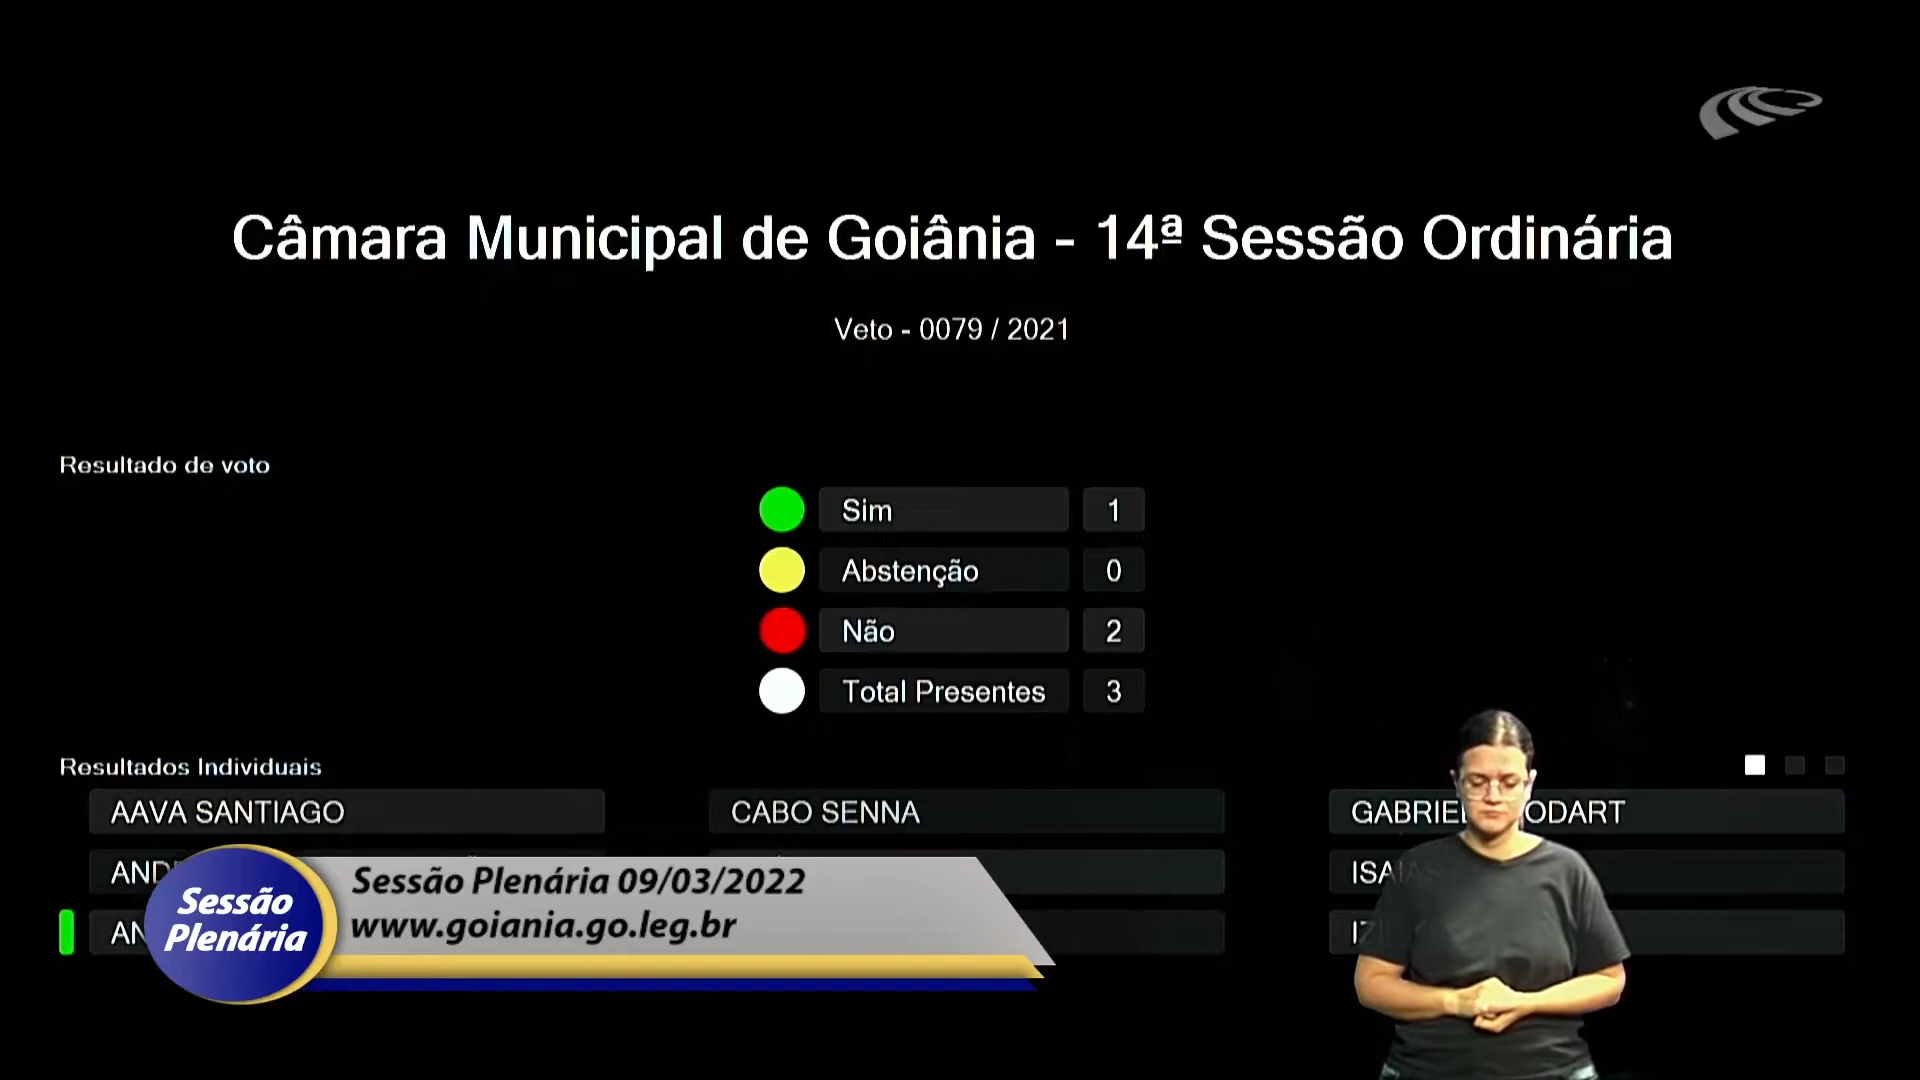 Câmara Municipal de Goiânia - 14ª Sessão Ordinária
Veto - 0079 / 2021
Resultado de voto
Sim 1
Abstenção 0
Não 2
Total Presentes 3
Resultados Individuais
AAVA SANTIAGO
CABO SENNA
Sessão Plenária
Sessão Plenária 09/03/2022
www.goiania.go.leg.br